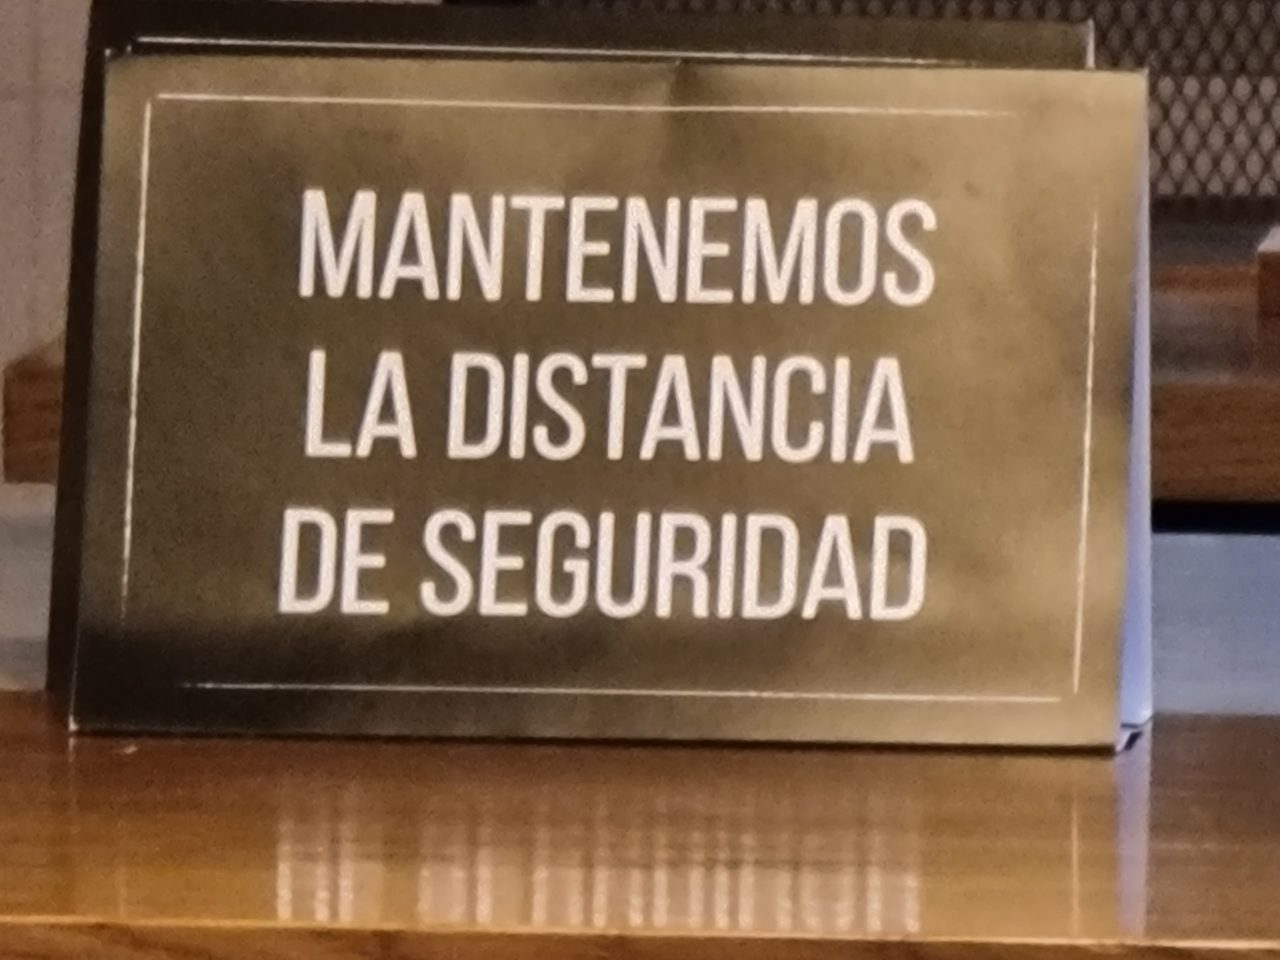 MANTENEMOS
LA DISTANCIA
DE SEGURIDAD